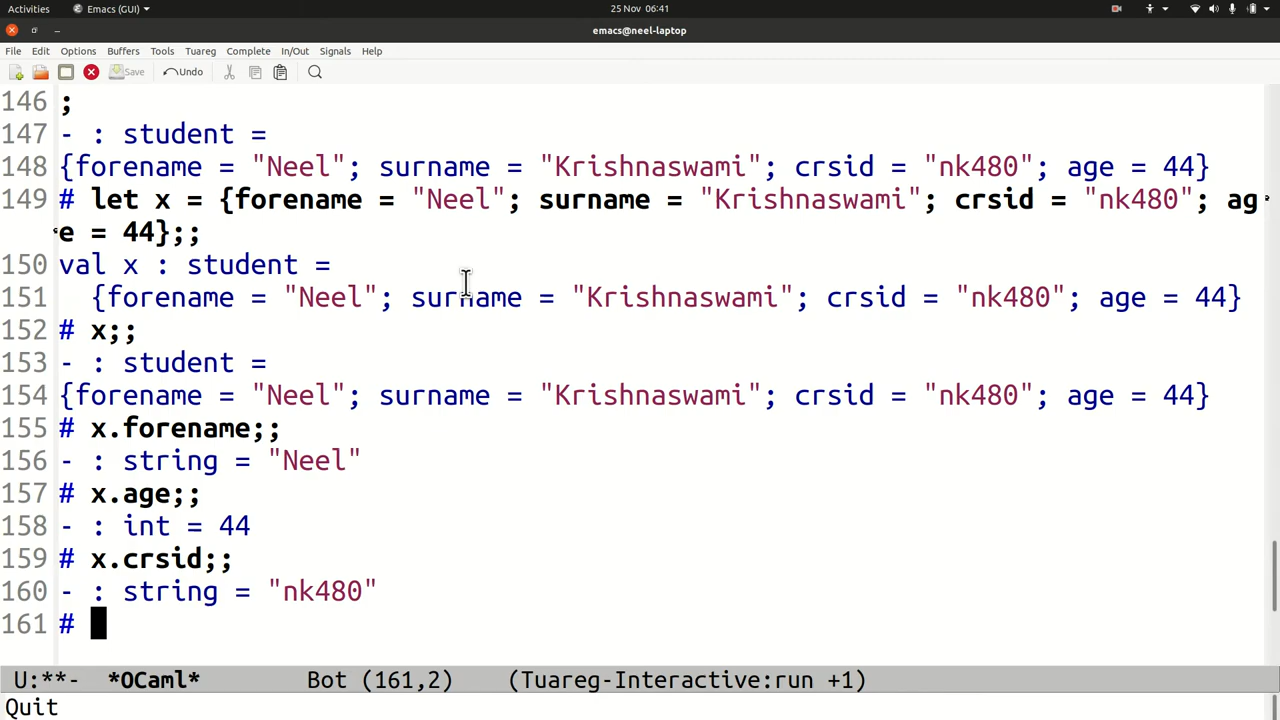 Activities Emacs (GUI) 25 Nov 06:41
emacs@neel-laptop
File Edit Options Buffers Tools Tuareg Complete In/Out Signals Help
Save Undo
146 ;
147 - : student =
148 {forename = "Neel"; surname = "Krishnaswami"; crsid = "nk480"; age = 44}
149 # let x = {forename = "Neel"; surname = "Krishnaswami"; crsid = "nk480"; ag
e = 44};;
150 val x : student =
151 {forename = "Neel"; surname = "Krishnaswami"; crsid = "nk480"; age = 44}
152 # x;;
153 - : student =
154 {forename = "Neel"; surname = "Krishnaswami"; crsid = "nk480"; age = 44}
155 # x.forename;;
156 - : string = "Neel"
157 # x.age;;
158 - : int = 44
159 # x.crsid;;
160 - : string = "nk480"
161 #
U:**- *OCaml* Bot (161,2) (Tuareg-Interactive:run +1)
Quit